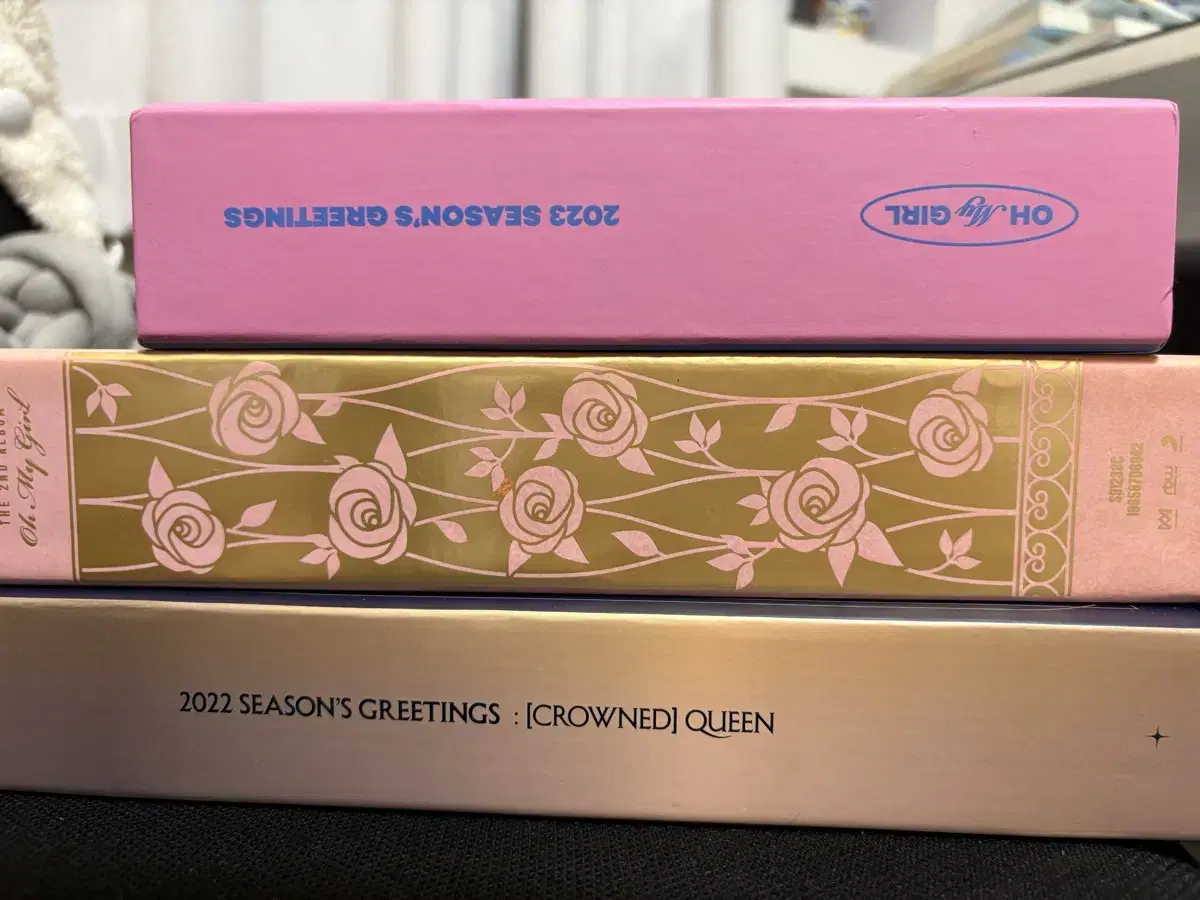 2023 SEASON'S GREETINGS
OH My GIRL
THE 2ND ALBUM
Oh My Girl
2022 SEASON'S GREETINGS : [CROWNED] QUEEN